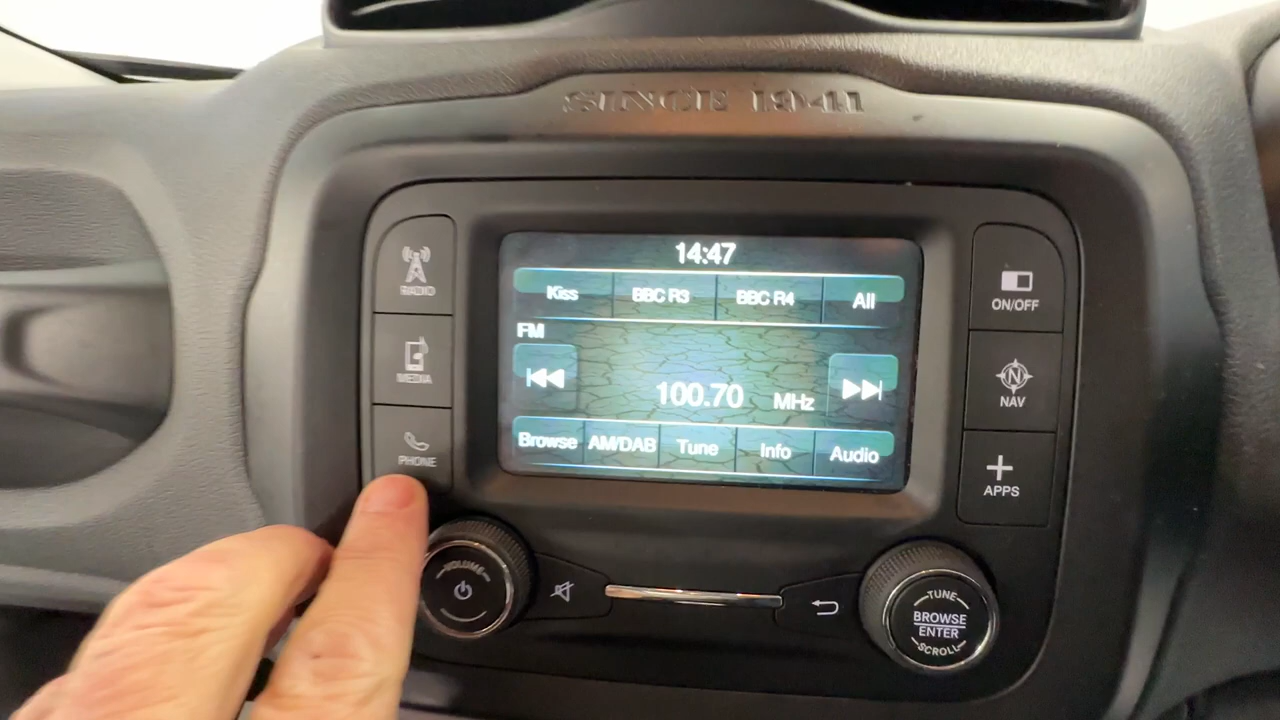 SINCE 1941
RADIO
MEDIA
PHONE
14:47
Kiss BBC R3 BBC R4 All
FM
100.70 MHz
Browse AM/DAB Tune Info Audio
ON/OFF
N
NAV
APPS
VOLUME
TUNE
BROWSE
ENTER
SCROLL